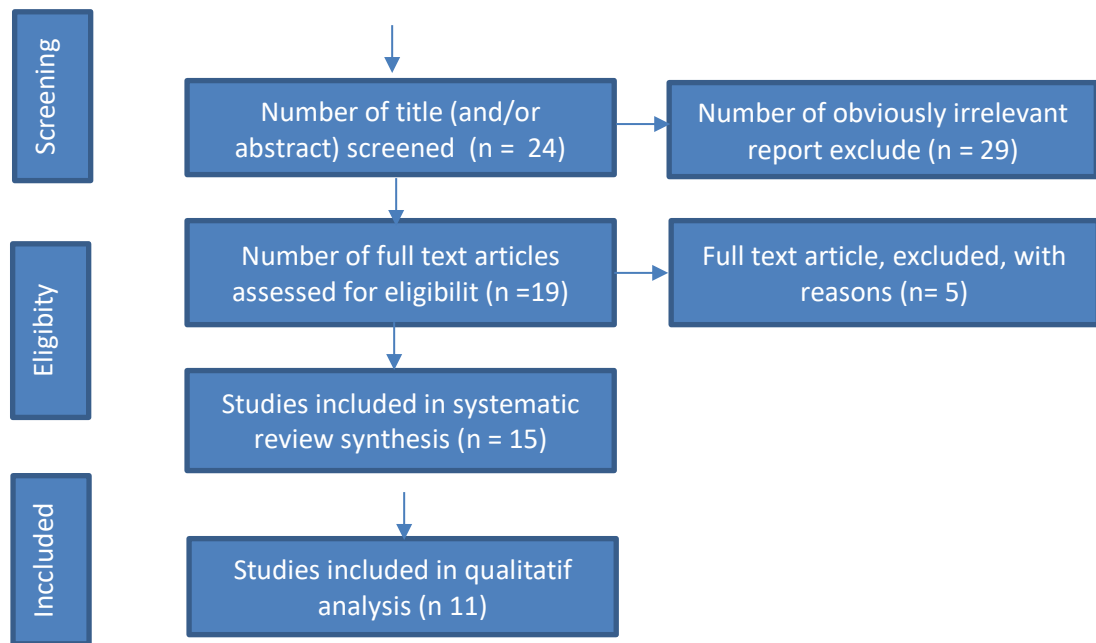 Screening
Number of title (and/or
abstract) screened (n = 24)
Number of obviously irrelevant
report exclude (n = 29)
Eligibity
Number of full text articles
assessed for eligibilit (n =19)
Full text article, excluded, with
reasons (n= 5)
Studies included in systematic
review synthesis (n = 15)
Inccluded
Studies included in qualitatif
analysis (n 11)